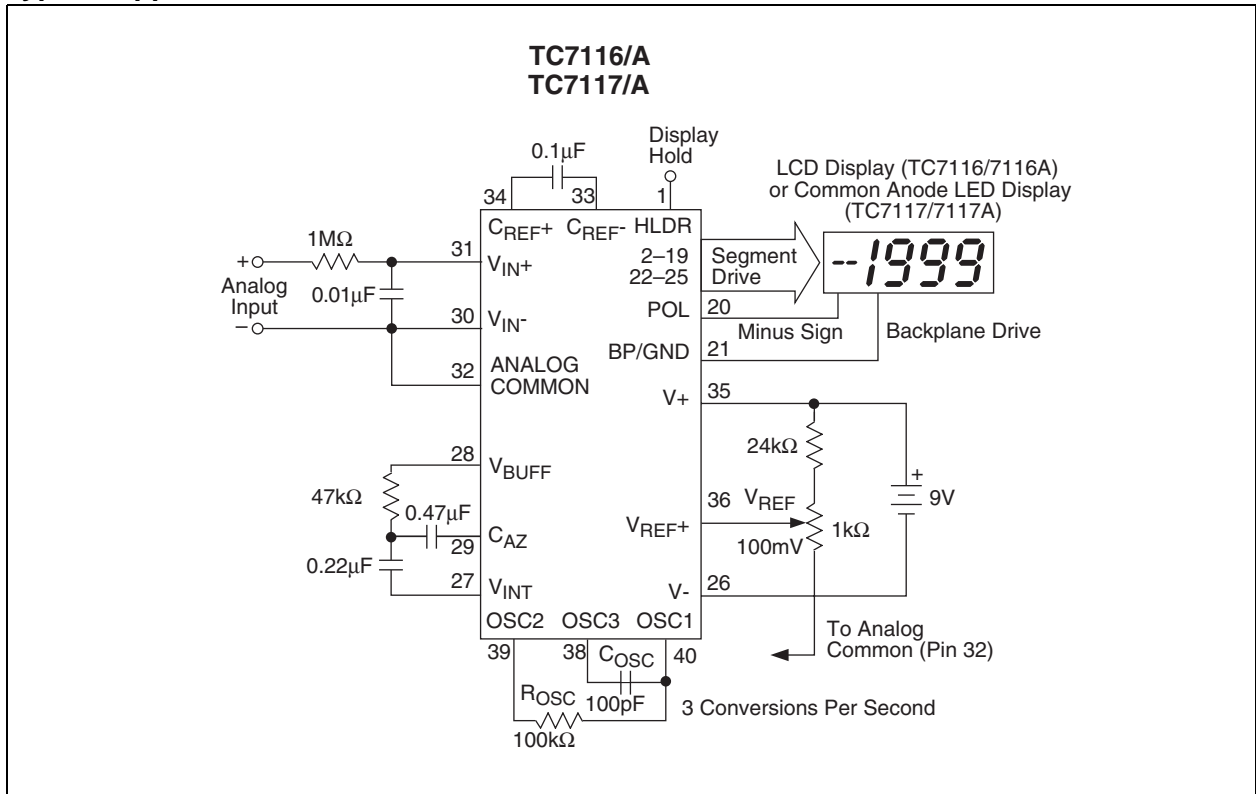 TC7116/A
TC7117/A
Display
Hold
0.1µF
LCD Display (TC7116/7116A)
or Common Anode LED Display
(TC7117/7117A)
34
33
1
CREF+
CREF-
HLDR
1MΩ
31
VIN+
2–19
22–25
Segment
Drive
-1999
+
Analog
Input
–
0.01µF
30
VIN-
POL
20
Minus Sign
Backplane Drive
BP/GND
21
32
ANALOG
COMMON
V+
35
24kΩ
28
VBUFF
+
9V
47kΩ
0.47µF
36
VREF
VREF+
1kΩ
100mV
29
CAZ
0.22µF
27
VINT
V-
26
OSC2
OSC3
OSC1
To Analog
Common (Pin 32)
39
38
COSC
40
ROSC
100pF
3 Conversions Per Second
100kΩ